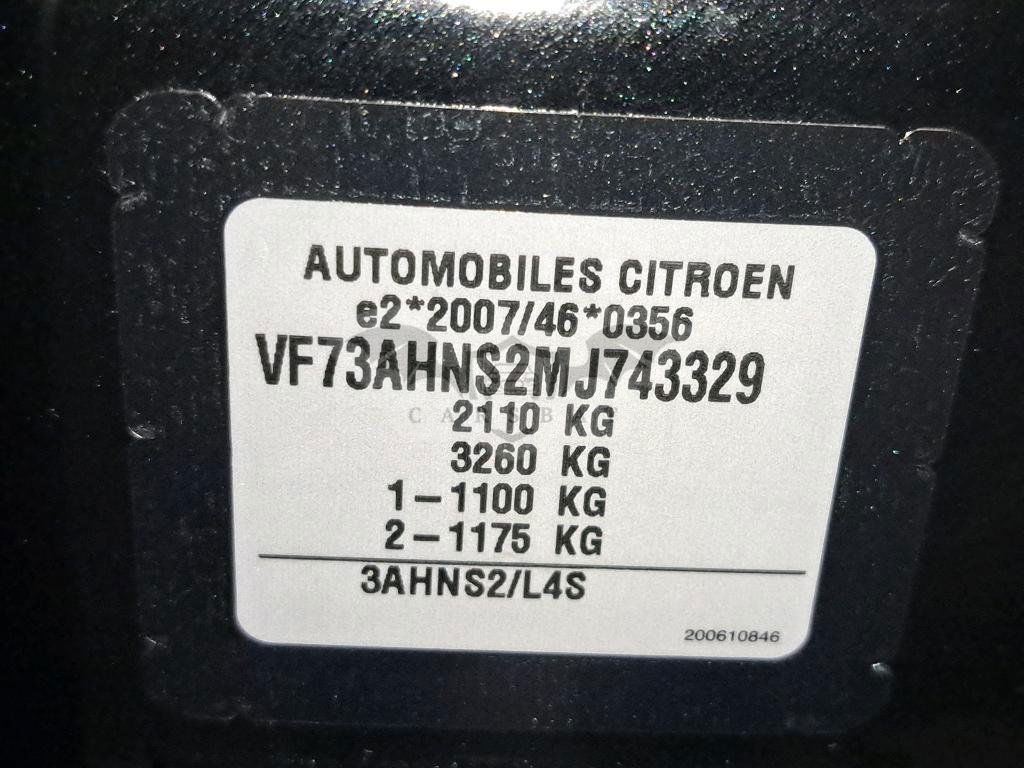 AUTOMOBILES CITROEN
e2*2007/46*0356
VF73AHNS2MJ743329
2110 KG
3260 KG
1-1100 KG
2-1175 KG
3AHNS2/L4S
200610846